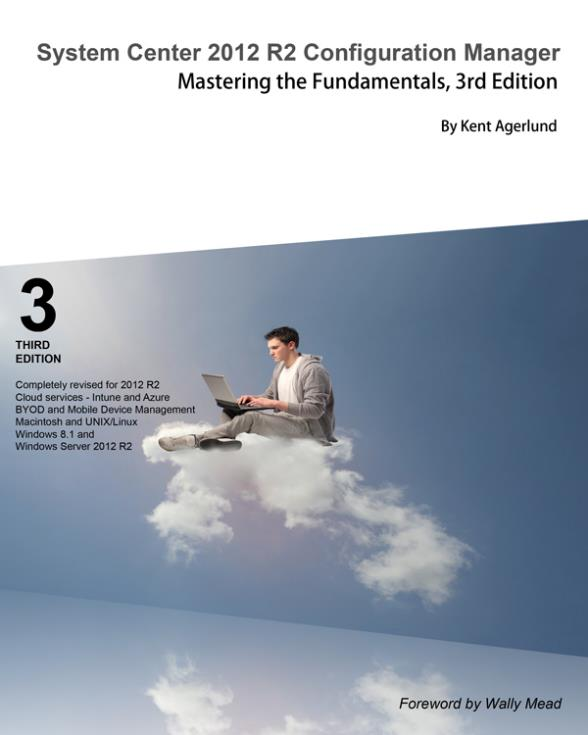 System Center 2012 R2 Configuration Manager
Mastering the Fundamentals, 3rd Edition
By Kent Agerlund
3
THIRD
EDITION
Completely revised for 2012 R2
Cloud services - Intune and Azure
BYOD and Mobile Device Management
Macintosh and UNIX/Linux
Windows 8.1 and
Windows Server 2012 R2
Foreword by Wally Mead